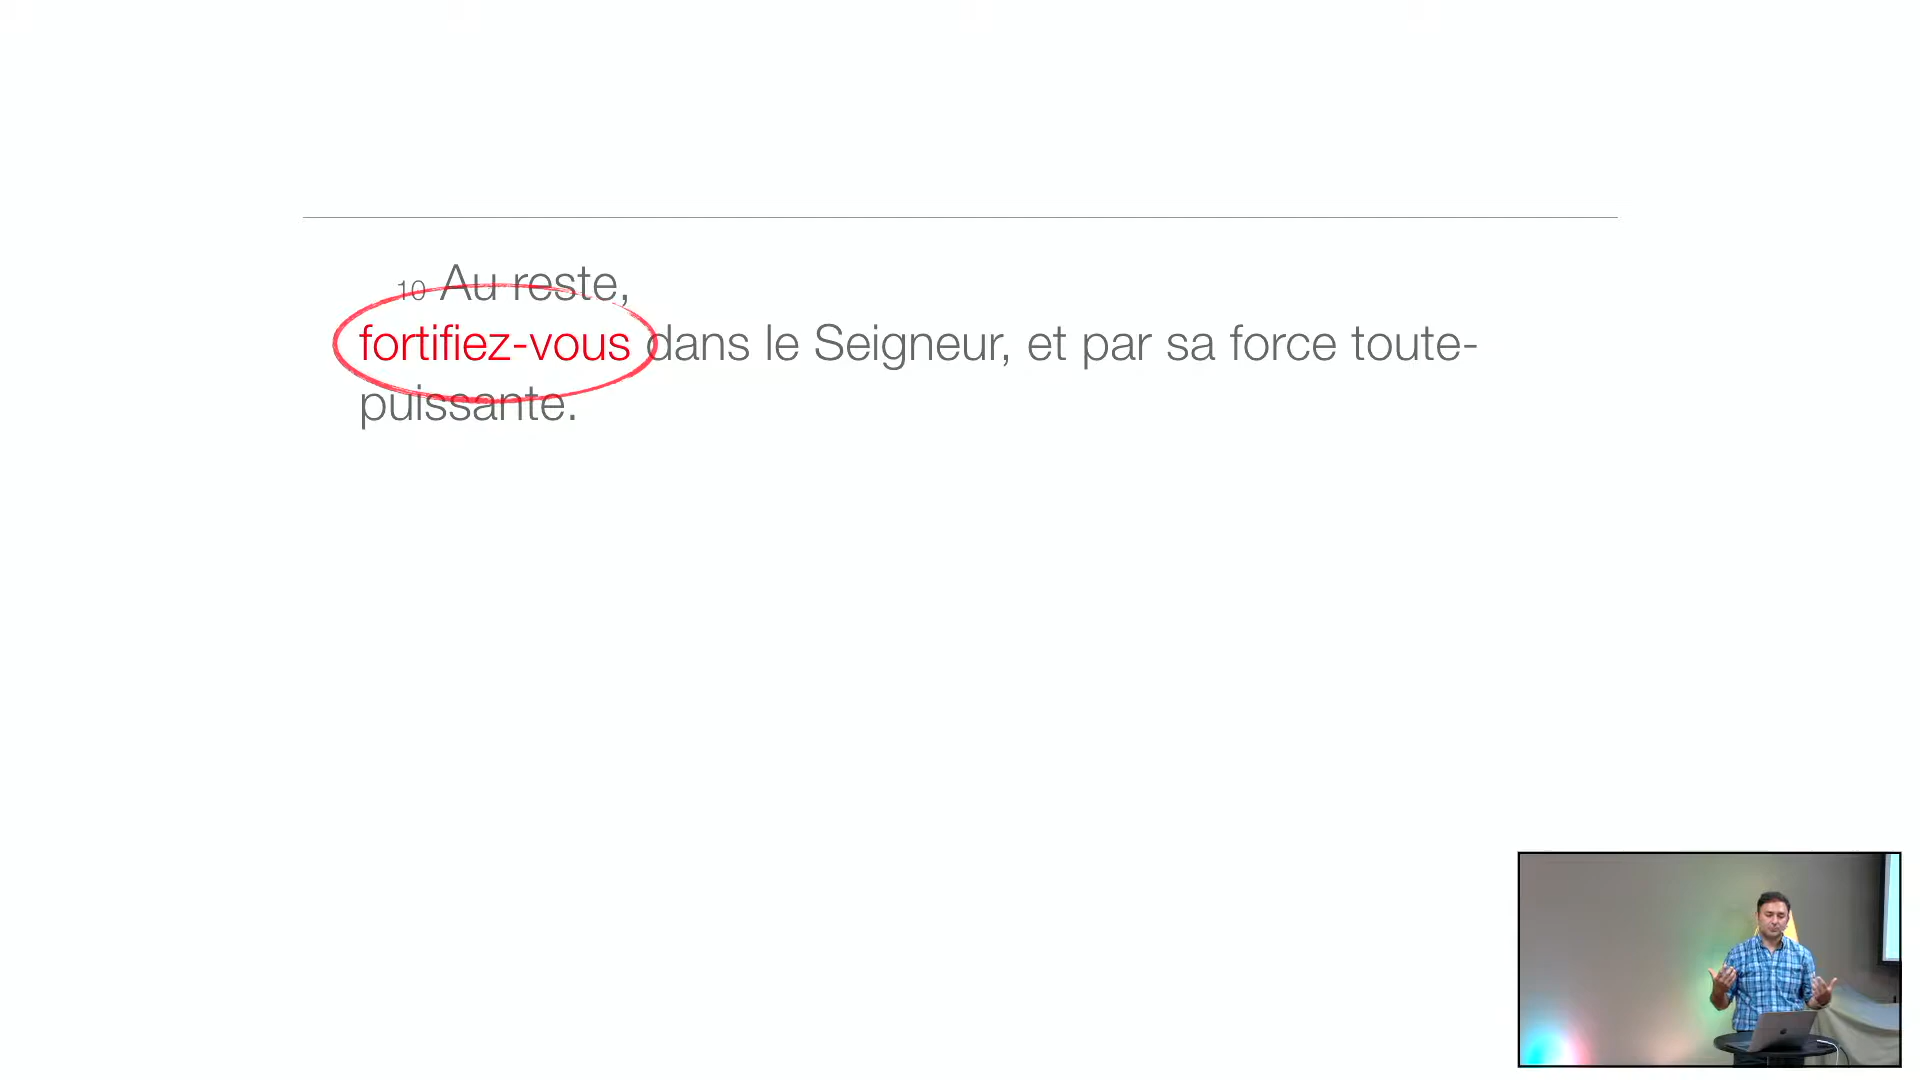 10 Au reste,
fortifiez-vous dans le Seigneur, et par sa force toute-
puissante.